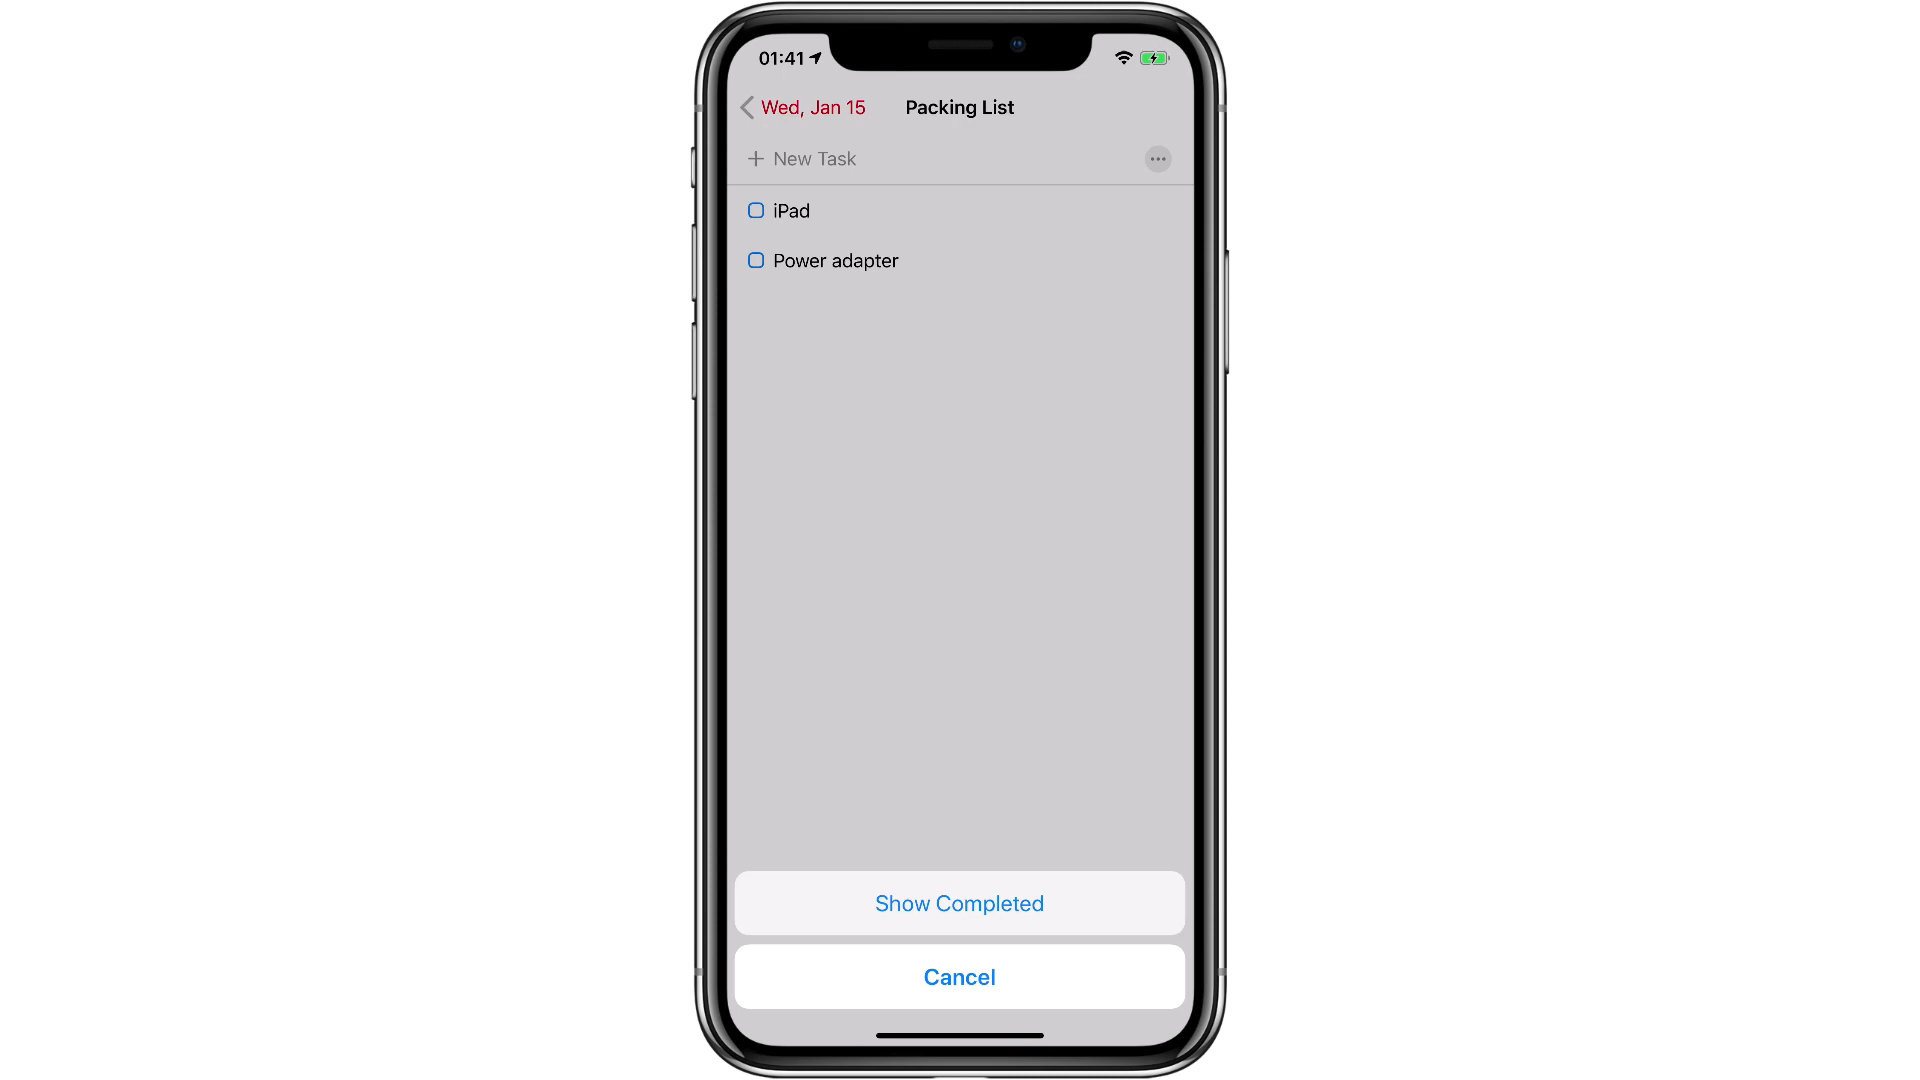 01:41
Wed, Jan 15
Packing List
New Task
iPad
Power adapter
Show Completed
Cancel